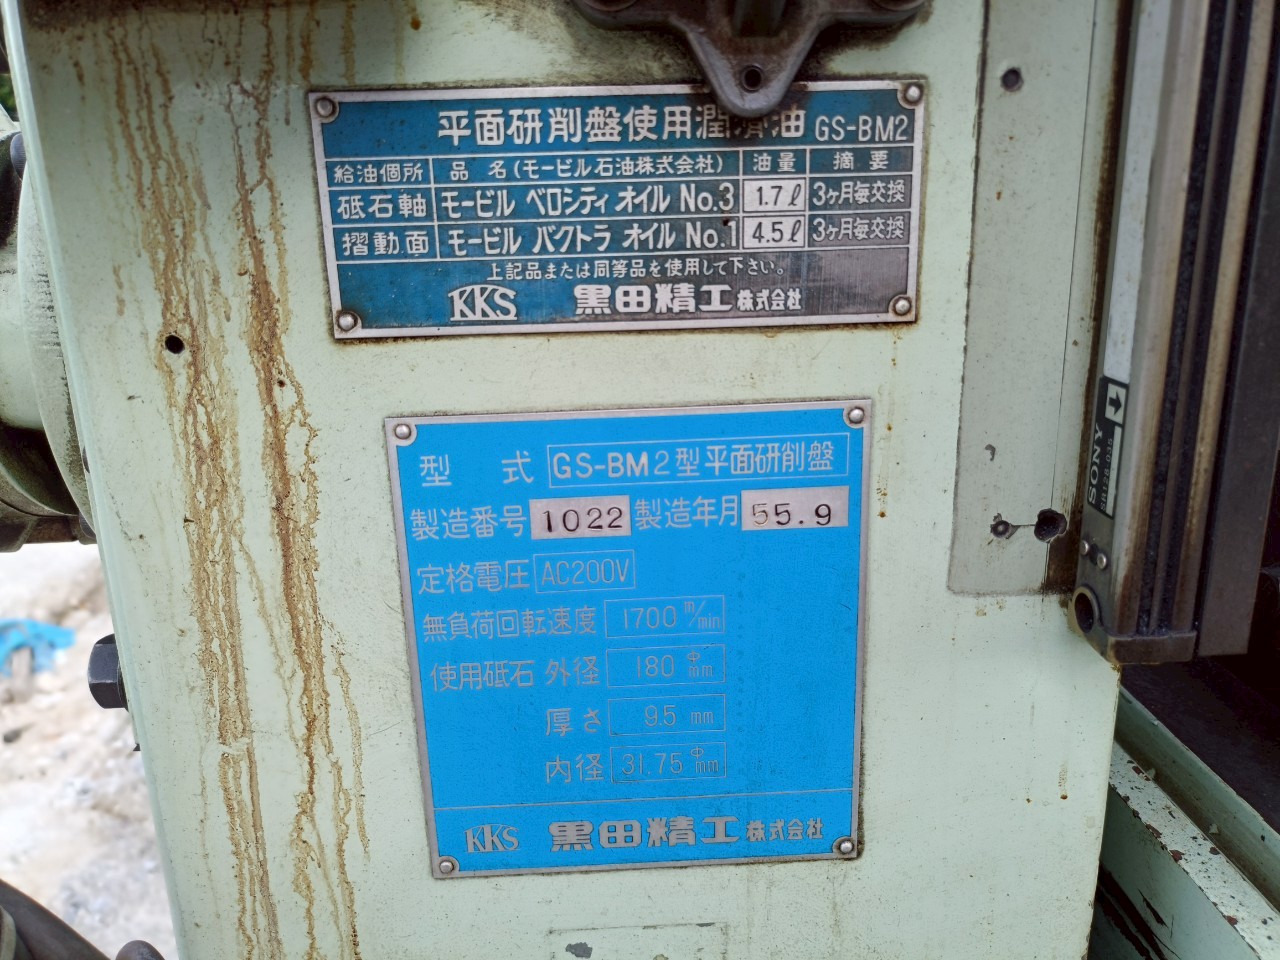 平面研削盤使用潤滑油 GS-BM2
給油個所 品名(モービル石油株式会社) 油量 摘要
砥石軸 モービル ベロシティ オイル No.3 1.7ℓ 3ヶ月毎交換
摺動面 モービル バクトラ オイル No.1 4.5ℓ 3ヶ月毎交換
上記品または同等品を使用して下さい。
KKS 黒田精工株式会社
型式 GS-BM2型平面研削盤
製造番号 1022 製造年月 55.9
定格電圧 AC200V
無負荷回転速度 1700 m/min
使用砥石 外径 180 φmm
厚さ 9.5 mm
内径 31.75 φmm
KKS 黒田精工株式会社
SONY